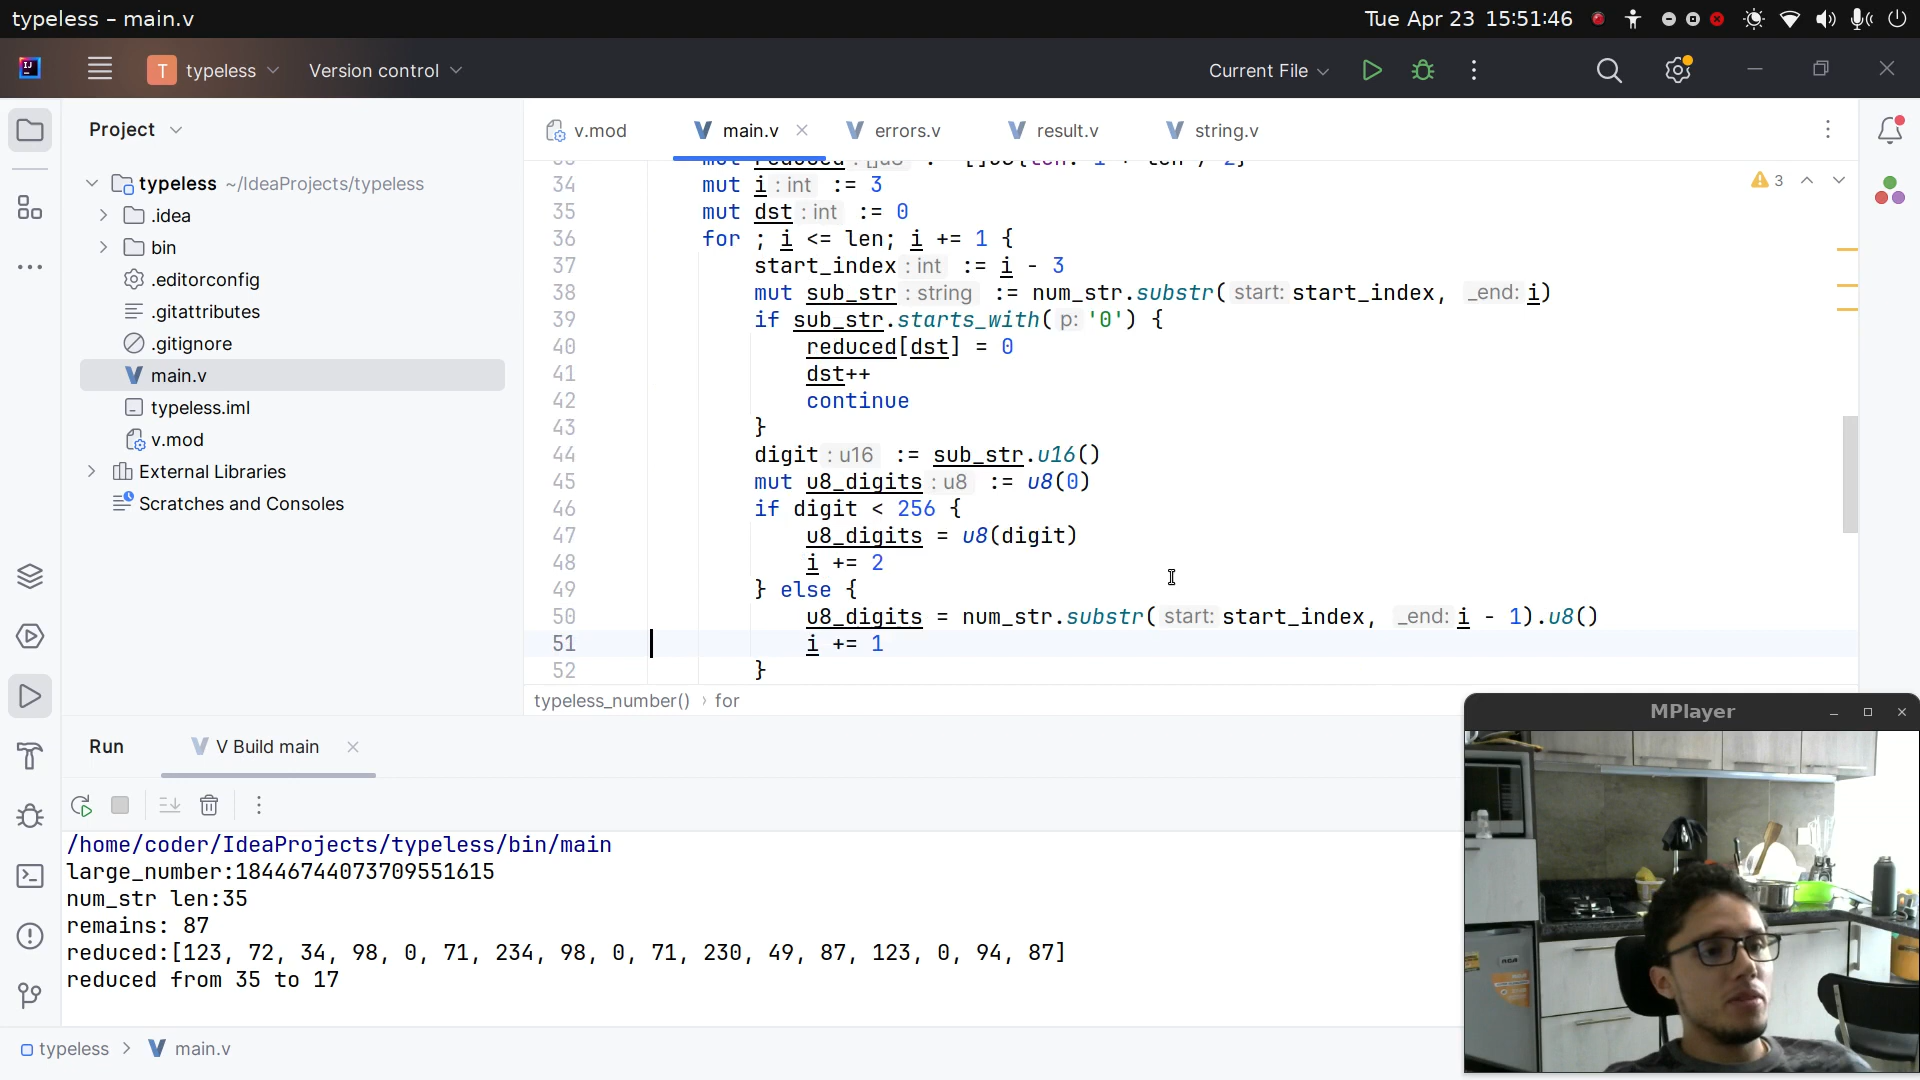 typeless – main.v
Tue Apr 23 15:51:46
T typeless
Version control
Current File
Project
v.mod
main.v
errors.v
result.v
string.v
typeless ~/IdeaProjects/typeless
.idea
bin
.editorconfig
.gitattributes
.gitignore
main.v
typeless.iml
v.mod
External Libraries
Scratches and Consoles
3
34 mut i : int := 3
35 mut dst : int := 0
36 for ; i <= len; i += 1 {
37 start_index : int := i - 3
38 mut sub_str : string := num_str.substr( start: start_index, _end: i)
39 if sub_str.starts_with( p: '0') {
40 reduced[dst] = 0
41 dst++
42 continue
43 }
44 digit : u16 := sub_str.u16()
45 mut u8_digits : u8 := u8(0)
46 if digit < 256 {
47 u8_digits = u8(digit)
48 i += 2
49 } else {
50 u8_digits = num_str.substr( start: start_index, _end: i - 1).u8()
51 i += 1
52 }
typeless_number() › for
Run
V Build main
/home/coder/IdeaProjects/typeless/bin/main
large_number:18446744073709551615
num_str len:35
remains: 87
reduced:[123, 72, 34, 98, 0, 71, 234, 98, 0, 71, 230, 49, 87, 123, 0, 94, 87]
reduced from 35 to 17
MPlayer
typeless > main.v